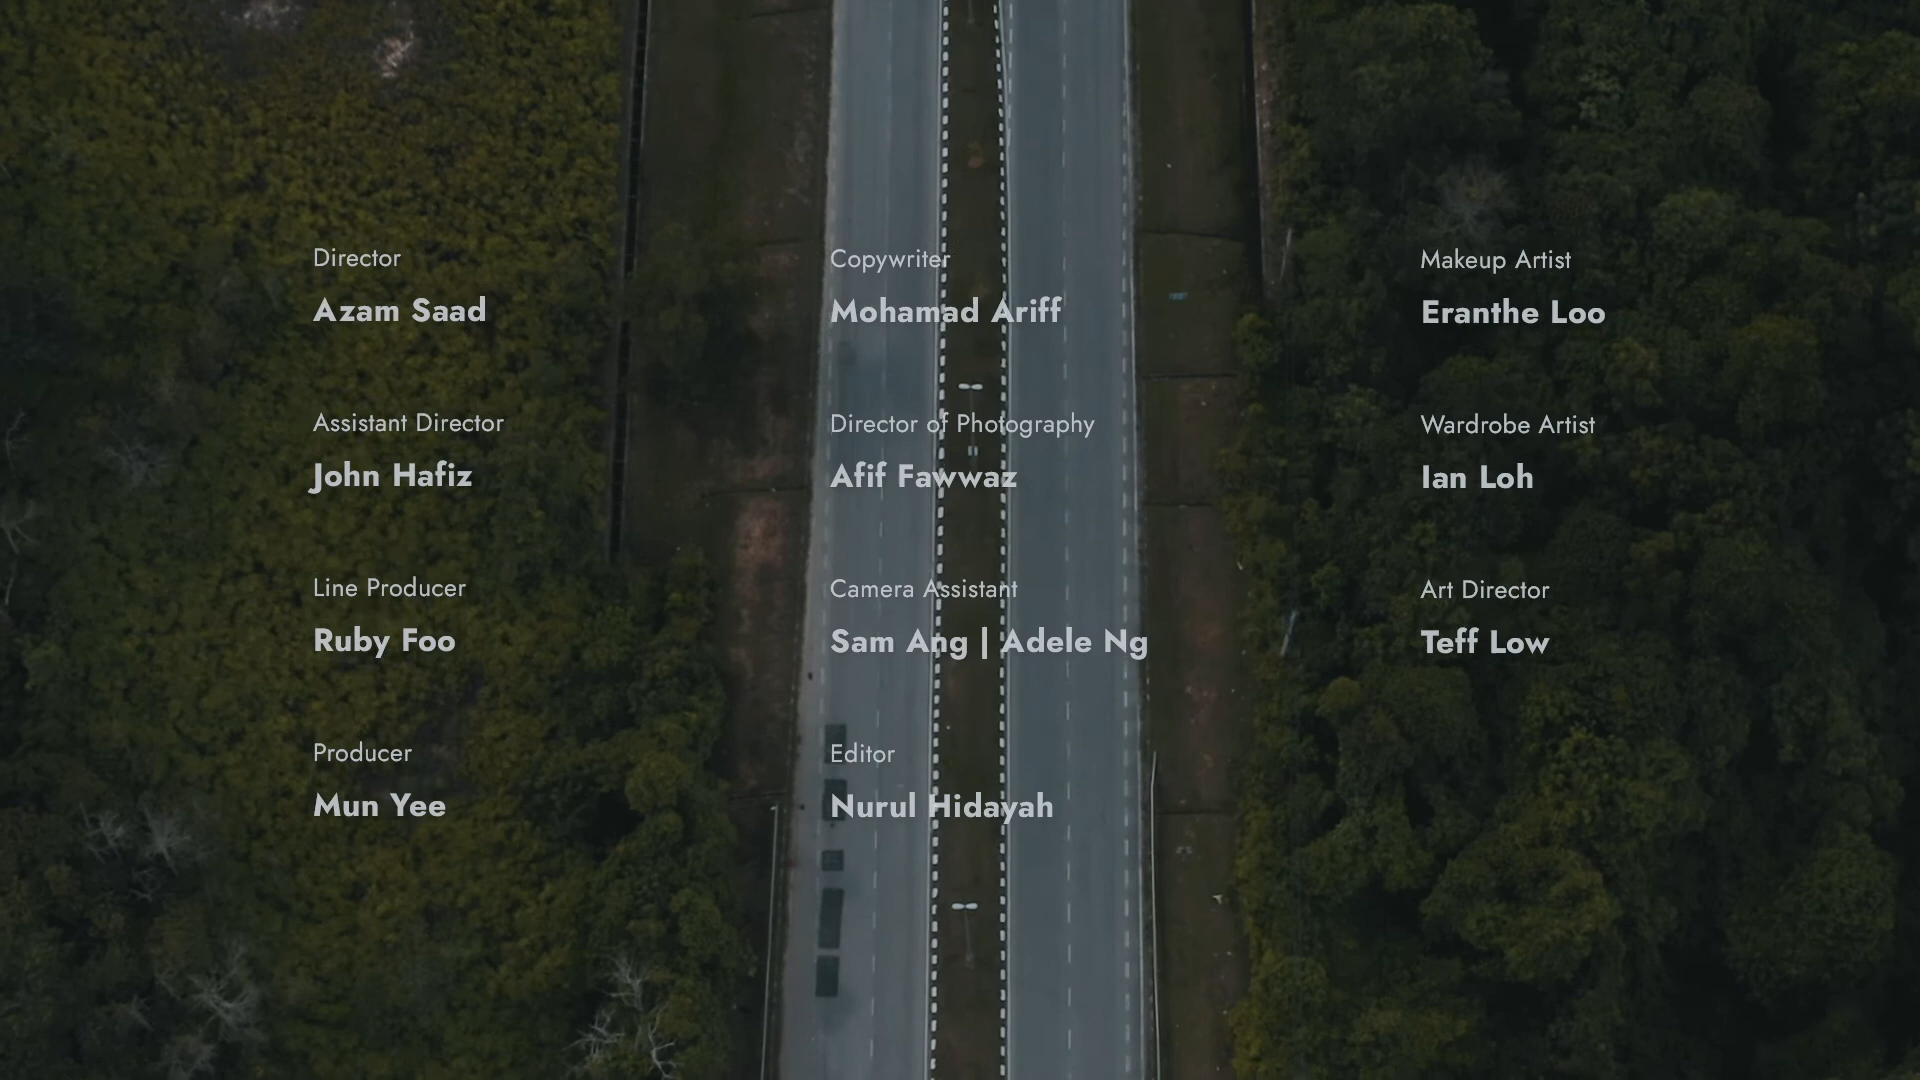 Director
Azam Saad
Assistant Director
John Hafiz
Line Producer
Ruby Foo
Producer
Mun Yee
Copywriter
Mohamad Ariff
Director of Photography
Afif Fawwaz
Camera Assistant
Sam Ang | Adele Ng
Editor
Nurul Hidayah
Makeup Artist
Eranthe Loo
Wardrobe Artist
Ian Loh
Art Director
Teff Low